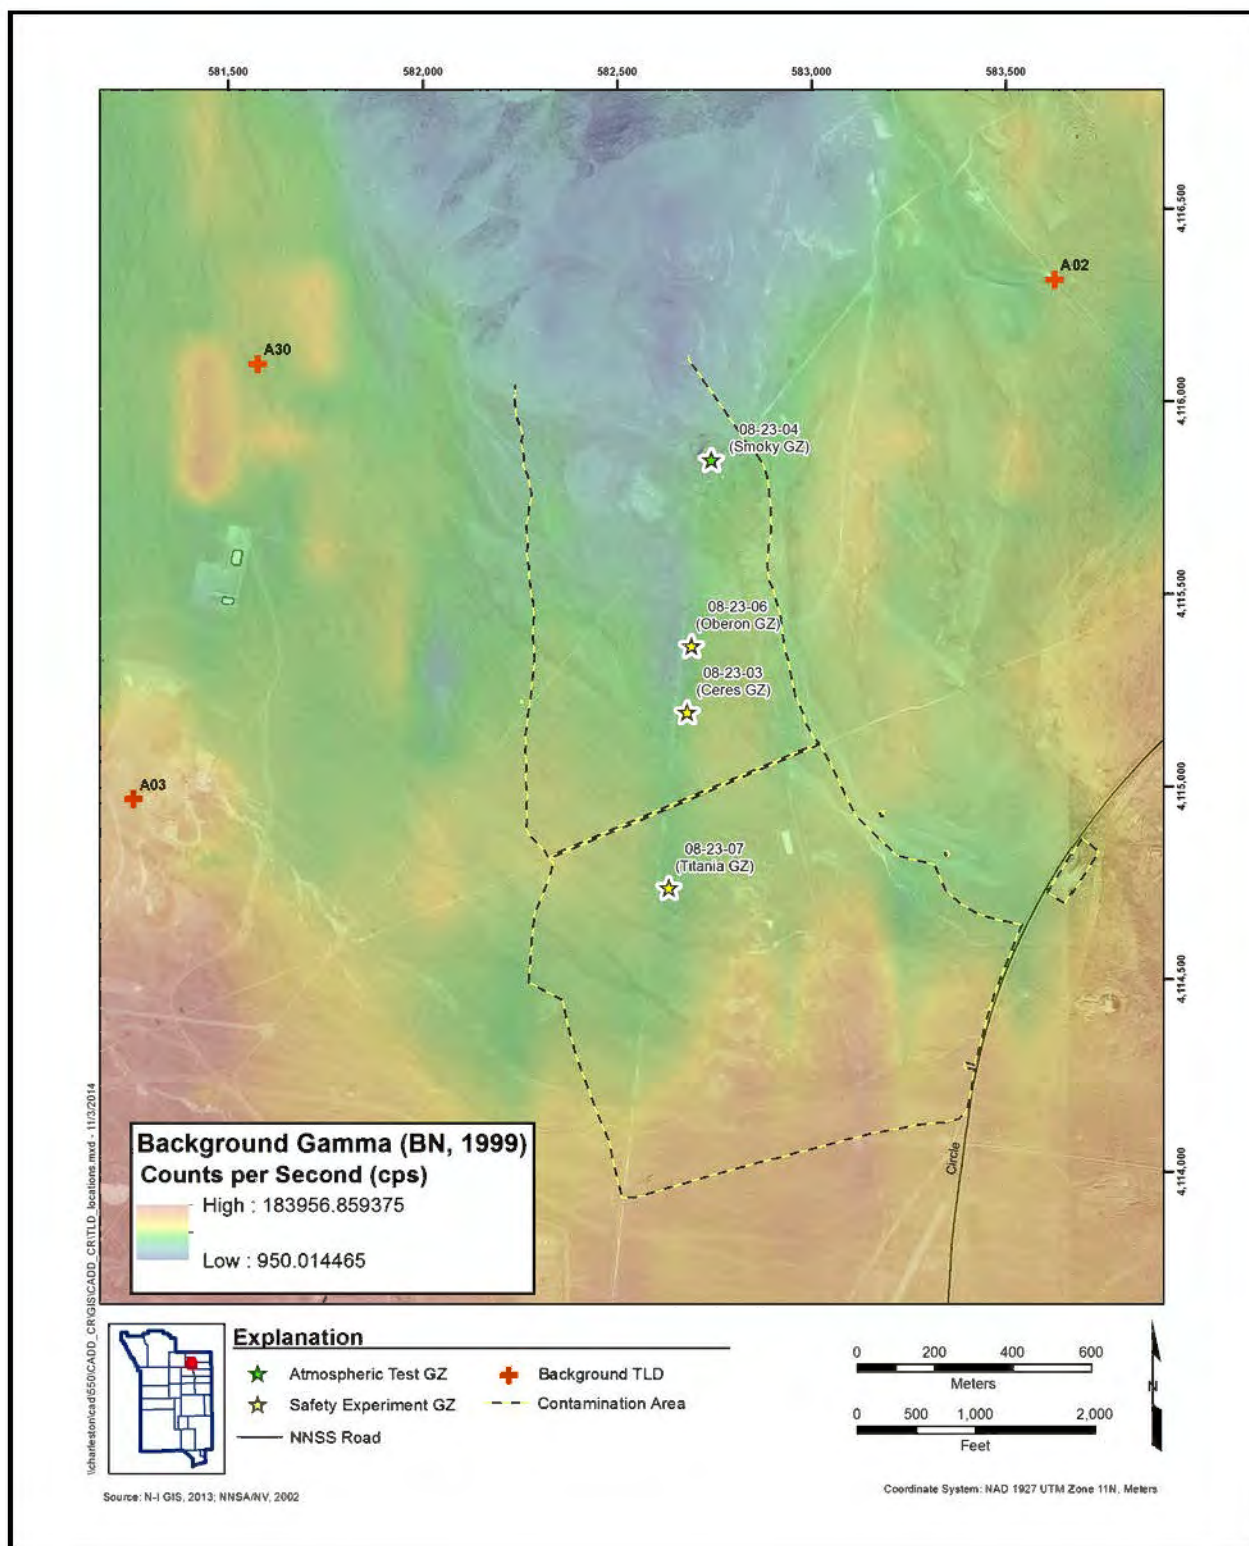 581,500 582,000 582,500 583,000 583,500
4,116,500
A02
A30
4,116,000
08-23-04
(Smoky GZ)
4,115,500
08-23-06
(Oberon GZ)
08-23-03
(Ceres GZ)
4,115,000
A03
08-23-07
(Titania GZ)
4,114,500
4,114,000
Circle
Background Gamma (BN, 1999)
Counts per Second (cps)
High : 183956.859375
Low : 950.014465
\\charleston\cad\550\CADD_CR\GIS\CADD_CR\TLD_locations.mxd - 11/3/2014
Explanation
Atmospheric Test GZ
Background TLD
Safety Experiment GZ
Contamination Area
NNSS Road
0 200 400 600
Meters
0 500 1,000 2,000
Feet
N
Source: N-I GIS, 2013; NNSA/NV, 2002
Coordinate System: NAD 1927 UTM Zone 11N, Meters